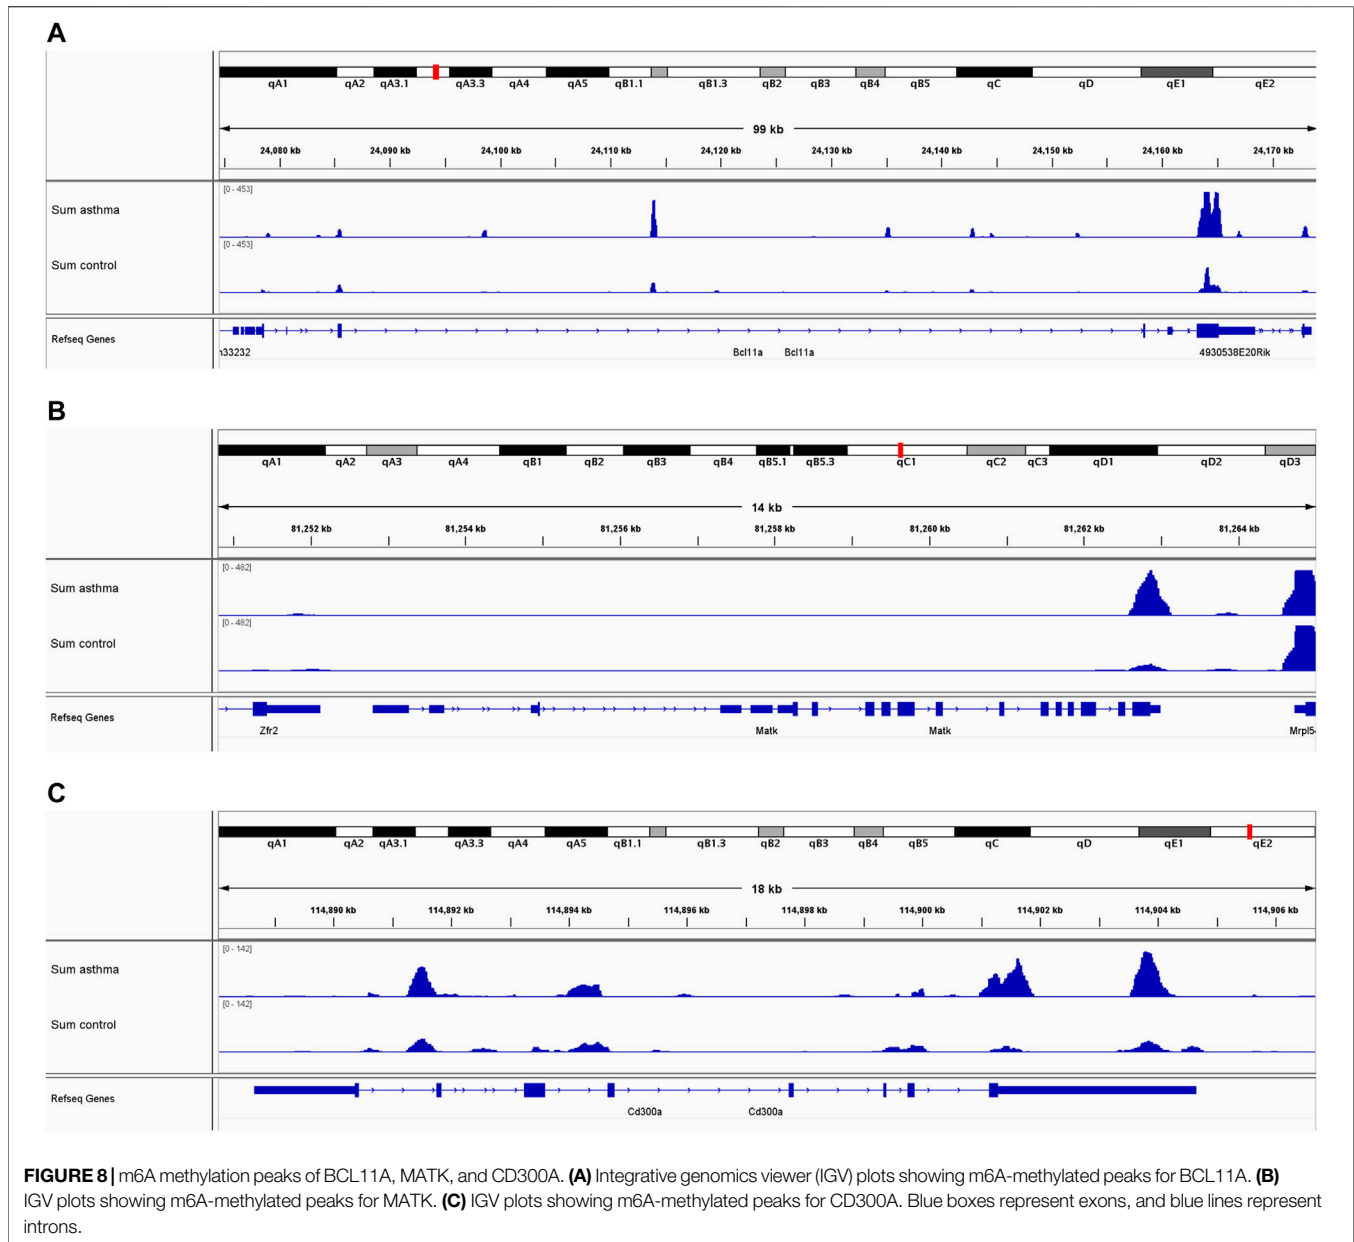 A
qA1 qA2 qA3.1 qA3.3 qA4 qA5 qB1.1 qB1.3 qB2 qB3 qB4 qB5 qC qD qE1 qE2
99 kb
24,080 kb 24,090 kb 24,100 kb 24,110 kb 24,120 kb 24,130 kb 24,140 kb 24,150 kb 24,160 kb 24,170 kb
[0 - 453]
Sum asthma
[0 - 453]
Sum control
Refseq Genes
n33232 Bcl11a Bcl11a 4930538E20Rik
B
qA1 qA2 qA3 qA4 qB1 qB2 qB3 qB4 qB5.1 qB5.3 qC1 qC2 qC3 qD1 qD2 qD3
14 kb
81,252 kb 81,254 kb 81,256 kb 81,258 kb 81,260 kb 81,262 kb 81,264 kb
[0 - 482]
Sum asthma
[0 - 482]
Sum control
Refseq Genes
Zfr2 Matk Matk Mrpl5
C
qA1 qA2 qA3.1 qA3.3 qA4 qA5 qB1.1 qB1.3 qB2 qB3 qB4 qB5 qC qD qE1 qE2
18 kb
114,890 kb 114,892 kb 114,894 kb 114,896 kb 114,898 kb 114,900 kb 114,902 kb 114,904 kb 114,906 kb
[0 - 142]
Sum asthma
[0 - 142]
Sum control
Refseq Genes
Cd300a Cd300a
FIGURE 8 | m6A methylation peaks of BCL11A, MATK, and CD300A. (A) Integrative genomics viewer (IGV) plots showing m6A-methylated peaks for BCL11A. (B)
IGV plots showing m6A-methylated peaks for MATK. (C) IGV plots showing m6A-methylated peaks for CD300A. Blue boxes represent exons, and blue lines represent
introns.